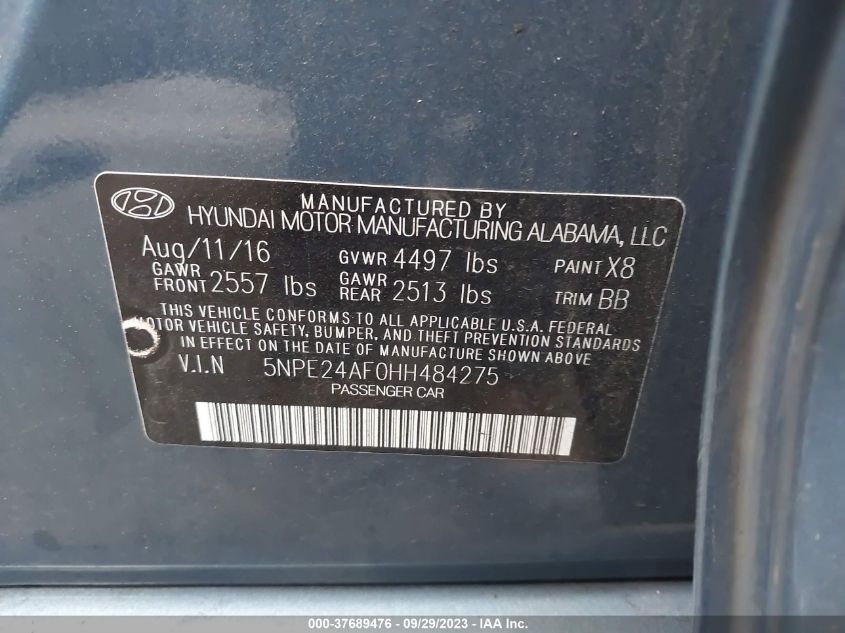 MANUFACTURED BY
HYUNDAI MOTOR MANUFACTURING ALABAMA, LLC
Aug/11/16 GVWR 4497 lbs PAINT X8
GAWR FRONT 2557 lbs GAWR REAR 2513 lbs TRIM BB
THIS VEHICLE CONFORMS TO ALL APPLICABLE U.S.A. FEDERAL
MOTOR VEHICLE SAFETY, BUMPER, AND THEFT PREVENTION STANDARDS
IN EFFECT ON THE DATE OF MANUFACTURE SHOWN ABOVE
V.I.N 5NPE24AF0HH484275
PASSENGER CAR
000-37689476 / 09/29/2023 - IAA Inc.